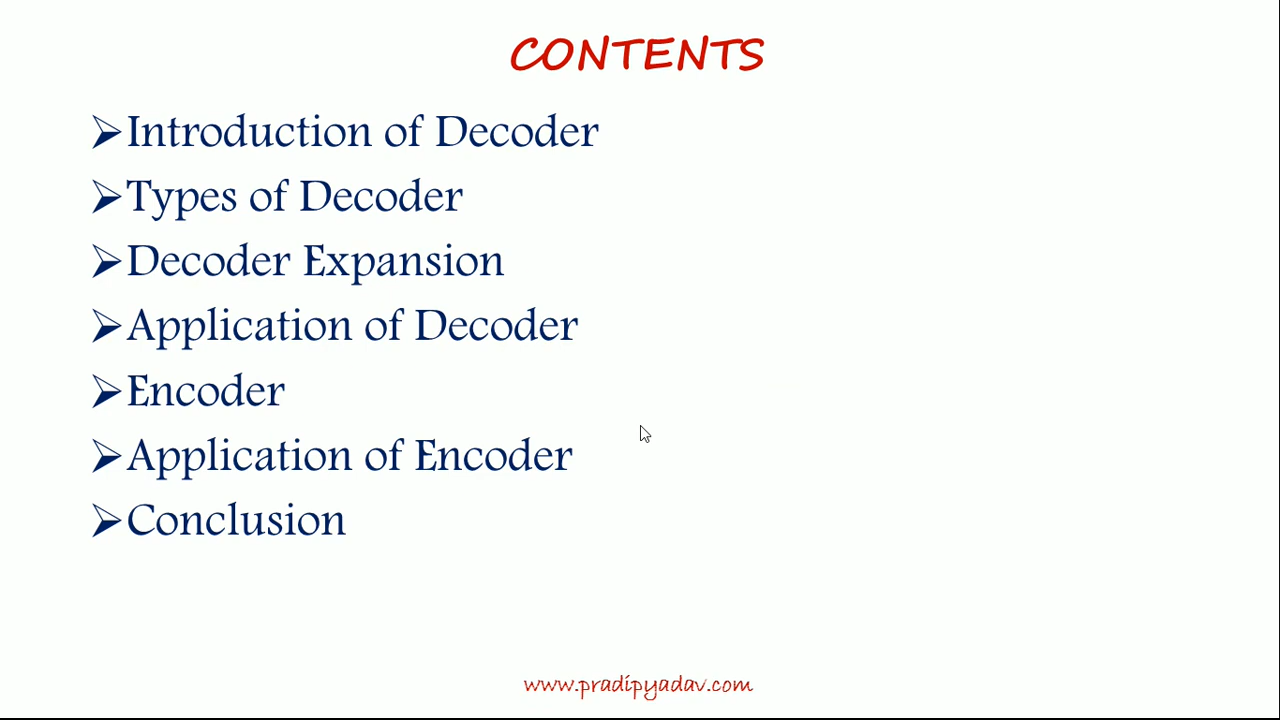 CONTENTS
➢Introduction of Decoder
➢Types of Decoder
➢Decoder Expansion
➢Application of Decoder
➢Encoder
➢Application of Encoder
➢Conclusion
www.pradipyadav.com